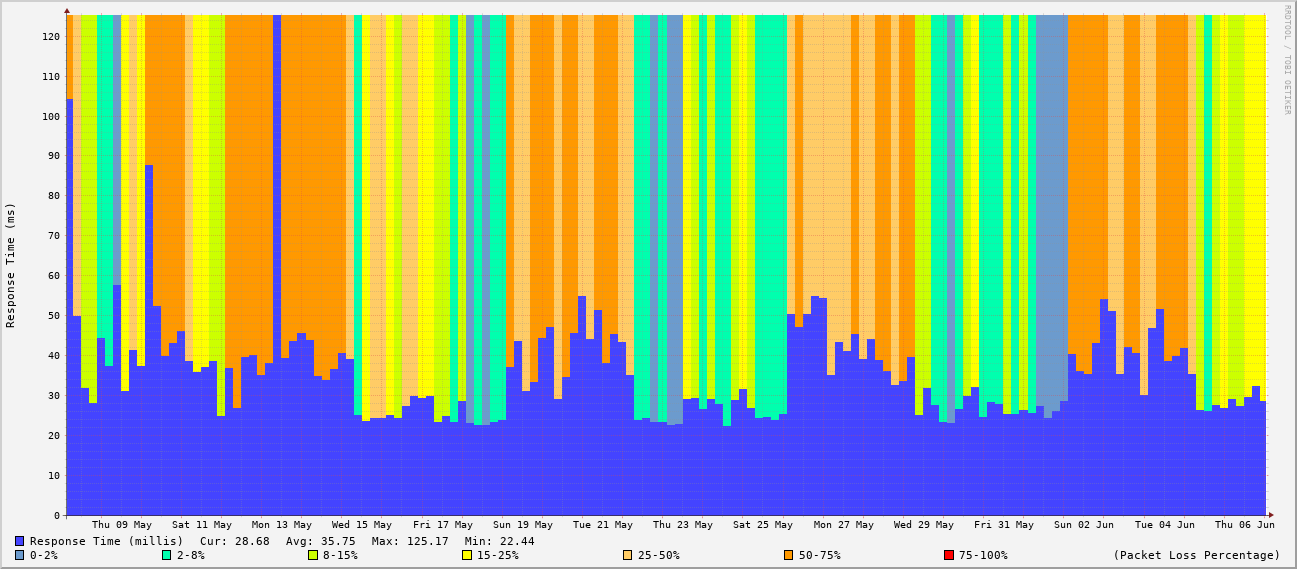 RRDTOOL / TOBI OETIKER
Response Time (ms)
120
110
100
90
80
70
60
50
40
30
20
10
0
Thu 09 May Sat 11 May Mon 13 May Wed 15 May Fri 17 May Sun 19 May Tue 21 May Thu 23 May Sat 25 May Mon 27 May Wed 29 May Fri 31 May Sun 02 Jun Tue 04 Jun Thu 06 Jun
Response Time (millis) Cur: 28.68 Avg: 35.75 Max: 125.17 Min: 22.44
0-2% 2-8% 8-15% 15-25% 25-50% 50-75% 75-100% (Packet Loss Percentage)